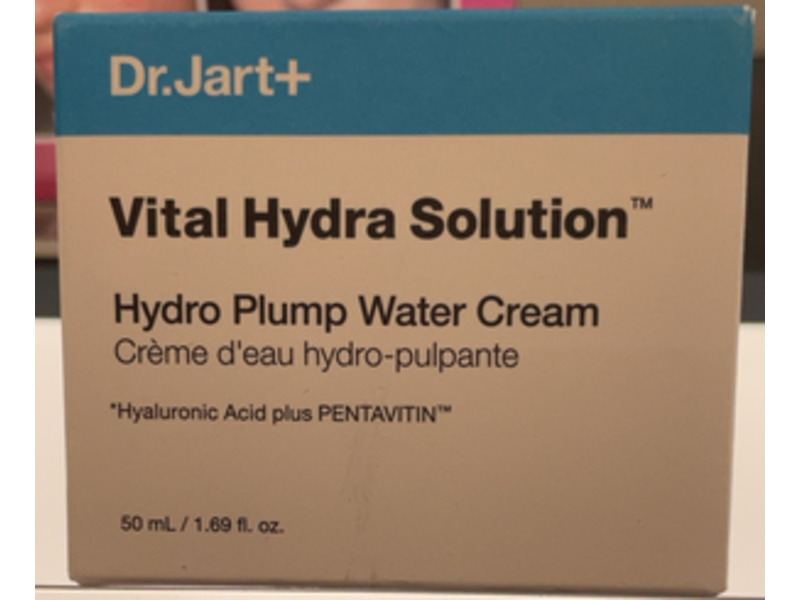 Dr.Jart+
Vital Hydra Solution™
Hydro Plump Water Cream
Crème d'eau hydro-pulpante
*Hyaluronic Acid plus PENTAVITIN™
50 mL / 1.69 fl. oz.